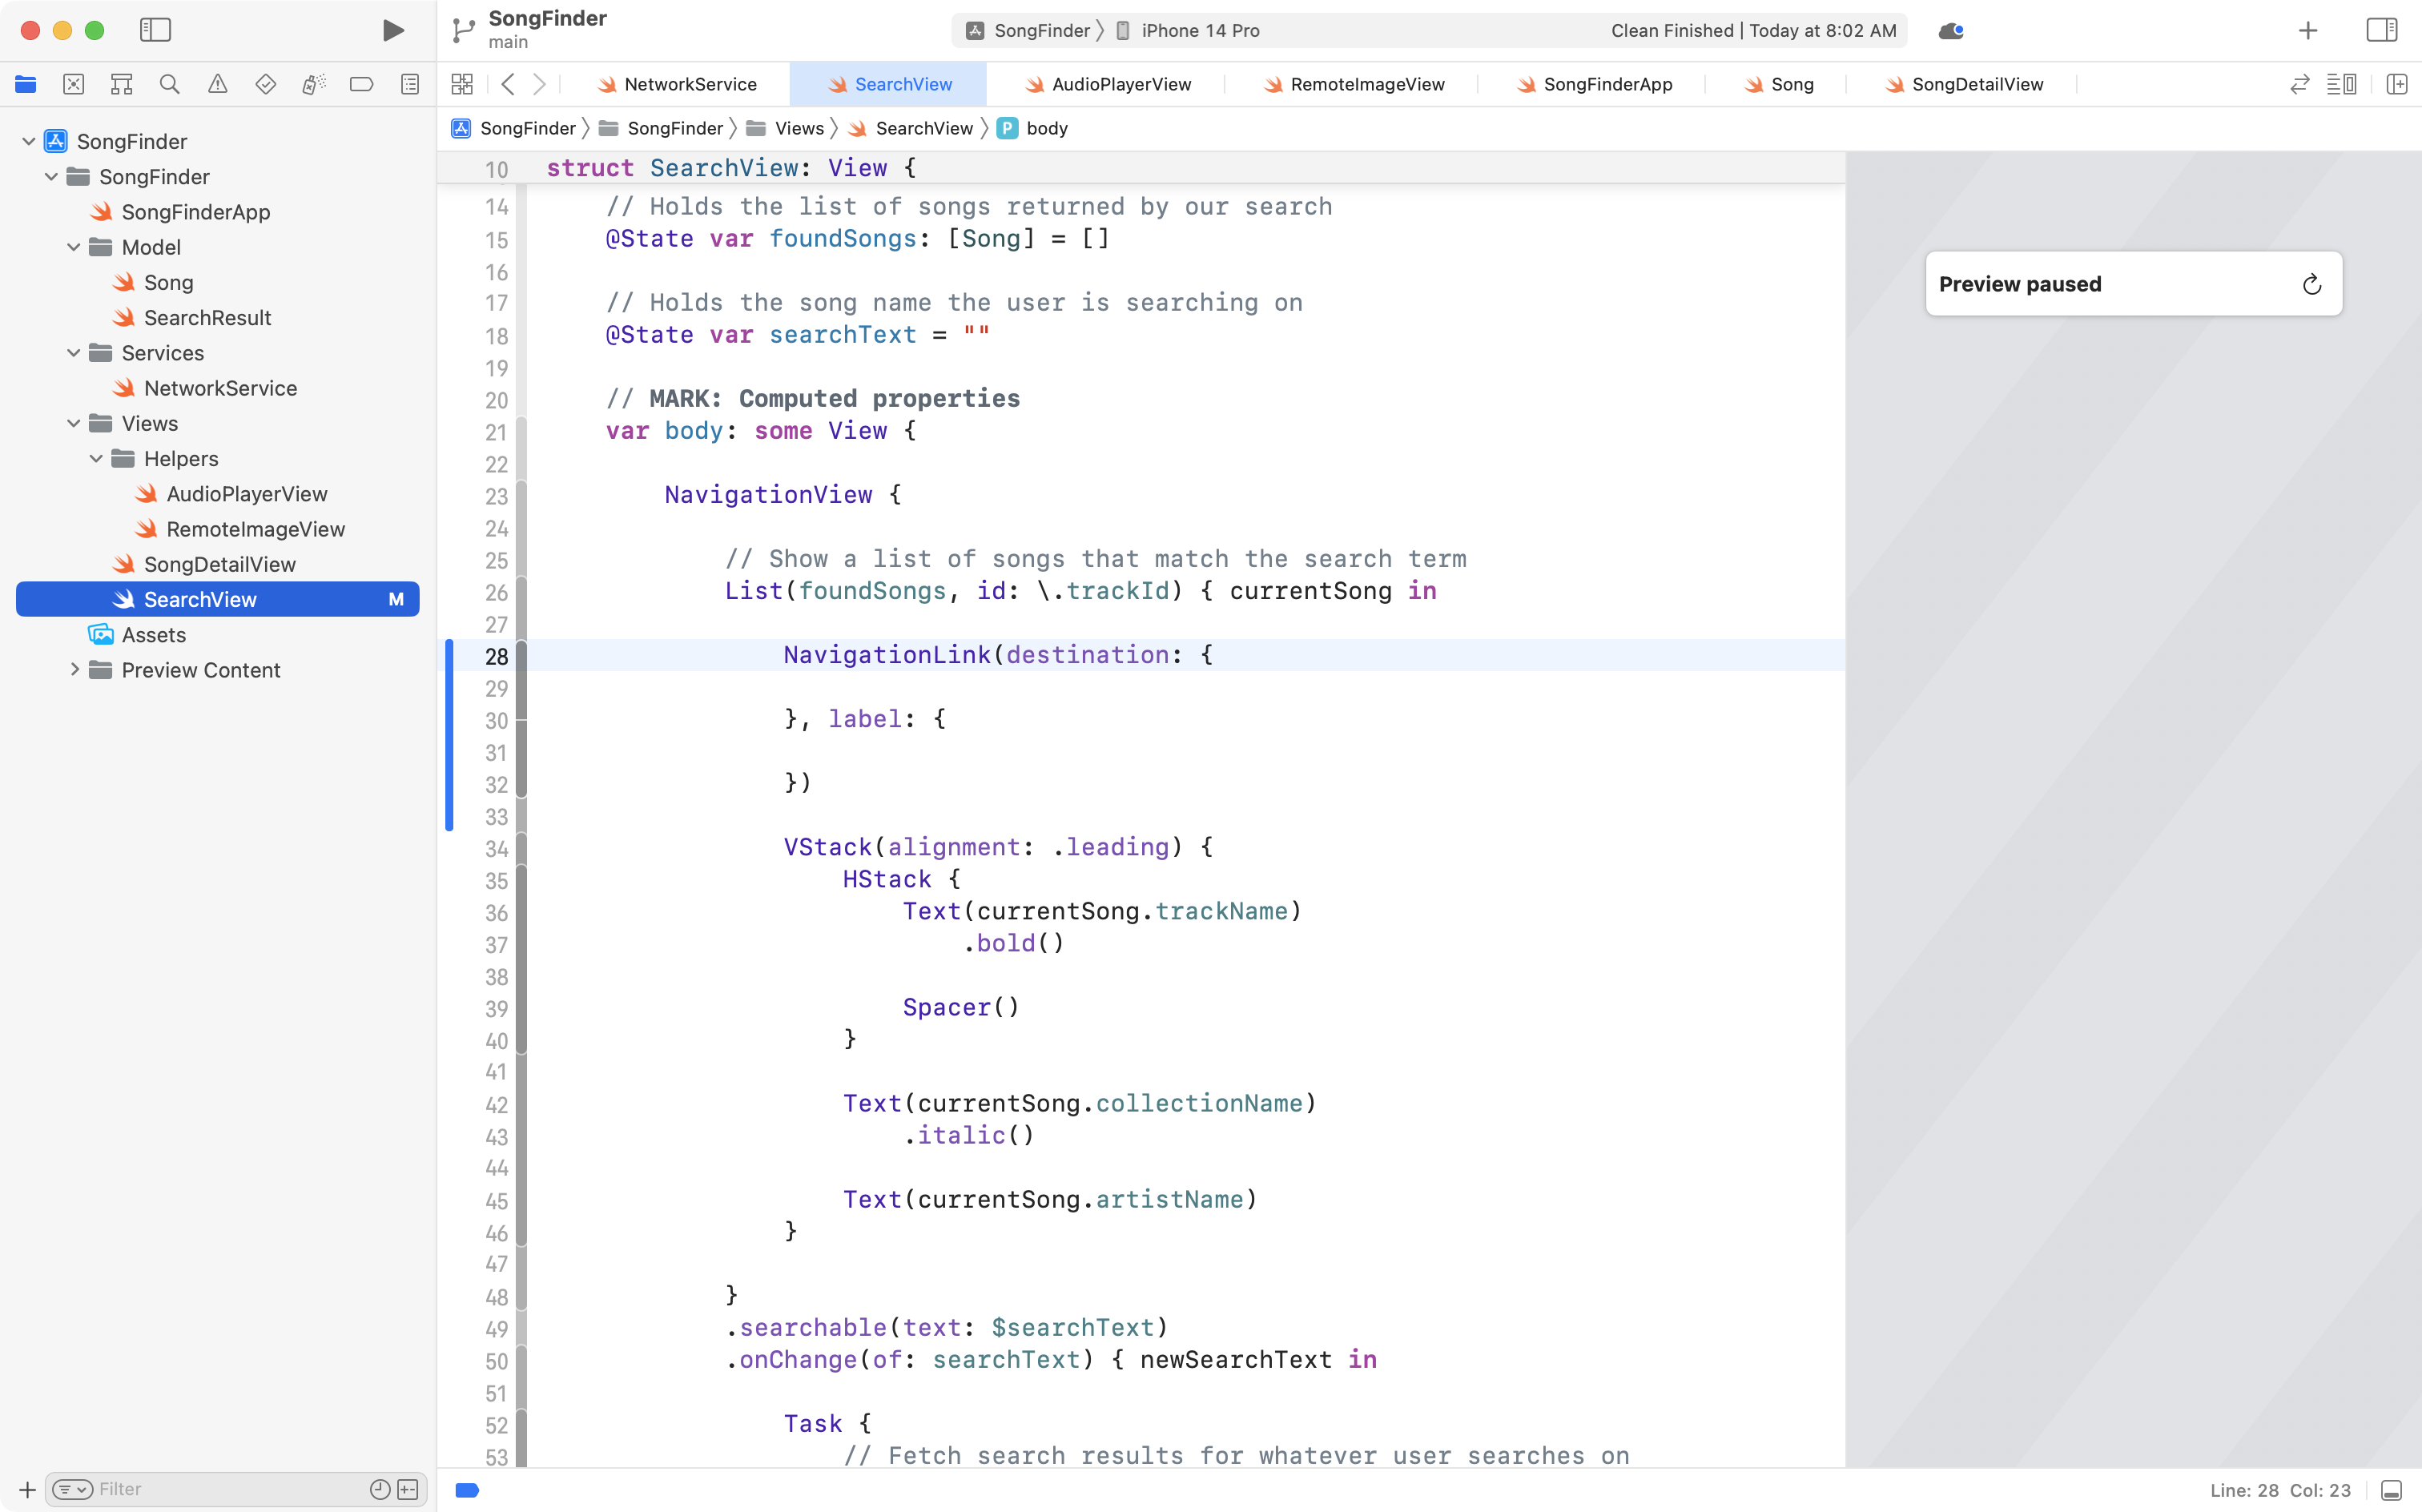 SongFinder
main
SongFinder
iPhone 14 Pro
Clean Finished | Today at 8:02 AM
NetworkService
SearchView
AudioPlayerView
RemoteImageView
SongFinderApp
Song
SongDetailView
SongFinder
SongFinder
Views
SearchView
P
body
SongFinder
SongFinder
SongFinderApp
Model
Song
SearchResult
Services
NetworkService
Views
Helpers
AudioPlayerView
RemoteImageView
SongDetailView
SearchView M
Assets
Preview Content
Filter
10 struct SearchView: View {
14 // Holds the list of songs returned by our search
15 @State var foundSongs: [Song] = []
16
17 // Holds the song name the user is searching on
18 @State var searchText = ""
19
20 // MARK: Computed properties
21 var body: some View {
22
23 NavigationView {
24
25 // Show a list of songs that match the search term
26 List(foundSongs, id: \.trackId) { currentSong in
27
28 NavigationLink(destination: {
29
30 }, label: {
31
32 })
33
34 VStack(alignment: .leading) {
35 HStack {
36 Text(currentSong.trackName)
37 .bold()
38
39 Spacer()
40 }
41
42 Text(currentSong.collectionName)
43 .italic()
44
45 Text(currentSong.artistName)
46 }
47
48 }
49 .searchable(text: $searchText)
50 .onChange(of: searchText) { newSearchText in
51
52 Task {
53 // Fetch search results for whatever user searches on
Preview paused
Line: 28 Col: 23